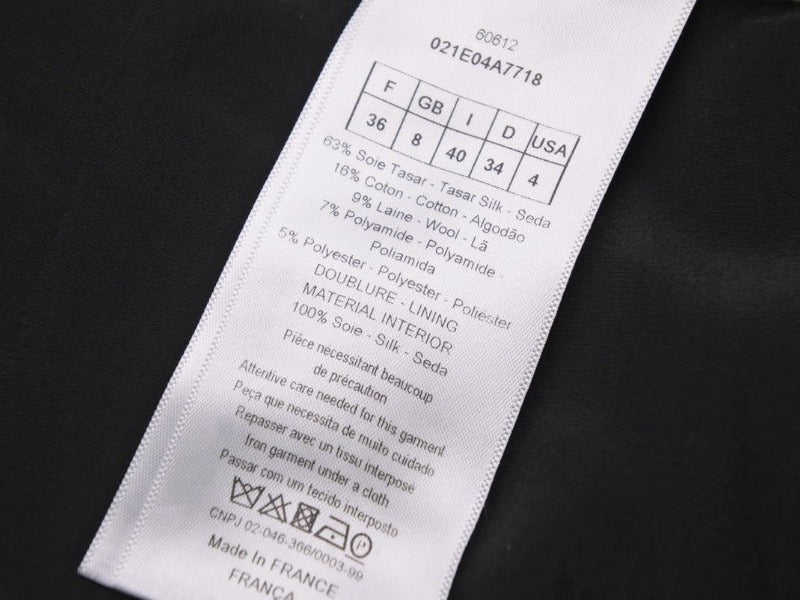 60612
021E04A7718
F GB I D USA
36 8 40 34 4
63% Soie Tasar - Tasar Silk - Seda
16% Coton - Cotton - Algodão
9% Laine - Wool - Lã
7% Polyamide - Polyamide -
Poliamida
5% Polyester - Polyester - Poliéster
DOUBLURE - LINING
MATERIAL INTERIOR
100% Soie - Silk - Seda
Pièce nécessitant beaucoup
de précaution
Attentive care needed for this garment
Peça que necessita de muito cuidado
Repasser avec un tissu interposé
Iron garment under a cloth
Passar com um tecido interposto
P
CNPJ 02-046-366/0003-99
Made In FRANCE
FRANÇA